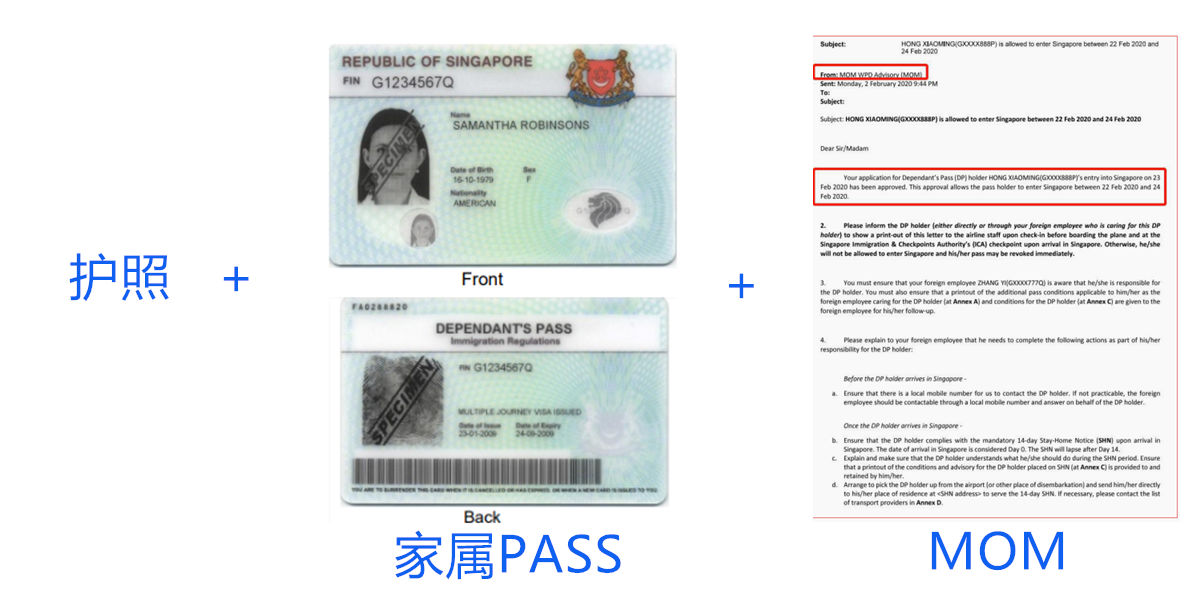 护照
+
REPUBLIC OF SINGAPORE
FIN G1234567Q
Name
SAMANTHA ROBINSONS
Date of Birth Sex
16-10-1979 F
Nationality
AMERICAN
SPECIMEN
Front
FA0288820
DEPENDANT'S PASS
Immigration Regulations
FIN G1234567Q
SPECIMEN
MULTIPLE JOURNEY VISA ISSUED
Date of Issue Date of Expiry
23-01-2009 24-09-2009
YOU ARE TO SURRENDER THIS CARD WHEN IT IS CANCELLED OR HAS EXPIRED, OR WHEN A NEW CARD IS ISSUED TO YOU.
Back
家属PASS
+
Subject: HONG XIAOMING(GXXXX888P) is allowed to enter Singapore between 22 Feb 2020 and
24 Feb 2020
From: MOM WPD Advisory (MOM)
Sent: Monday, 2 February 2020 9:44 PM
To:
Subject:
Subject: HONG XIAOMING(GXXXX888P) is allowed to enter Singapore between 22 Feb 2020 and 24 Feb 2020
Dear Sir/Madam
Your application for Dependant's Pass (DP) holder HONG XIAOMING(GXXXX888P)'s entry into Singapore on 23
Feb 2020 has been approved. This approval allows the pass holder to enter Singapore between 22 Feb 2020 and 24
Feb 2020.
2. Please inform the DP holder (either directly or through your foreign employee who is caring for this DP
holder) to show a print-out of this letter to the airline staff upon check-in before boarding the plane and at the
Singapore Immigration & Checkpoints Authority's (ICA) checkpoint upon arrival in Singapore. Otherwise, he/she
will not be allowed to enter Singapore and his/her pass may be revoked immediately.
3. You must ensure that your foreign employee ZHANG YI(GXXXX777Q) is aware that he/she is responsible for
the DP holder. You must also ensure that a printout of the additional pass conditions applicable to him/her as the
foreign employee caring for the DP holder (at Annex A) and conditions for the DP holder (at Annex C) are given to the
foreign employee for his/her follow-up.
4. Please explain to your foreign employee that he needs to complete the following actions as part of his/her
responsibility for the DP holder:
Before the DP holder arrives in Singapore -
a. Ensure that there is a local mobile number for us to contact the DP holder. If not practicable, the foreign
employee should be contactable through a local mobile number and answer on behalf of the DP holder.
Once the DP holder arrives in Singapore -
b. Ensure that the DP holder complies with the mandatory 14-day Stay-Home Notice (SHN) upon arrival in
Singapore. The date of arrival in Singapore is considered Day 0. The SHN will lapse after Day 14.
c. Explain and make sure that the DP holder understands what he/she should do during the SHN period. Ensure
that a printout of the conditions and advisory for the DP holder placed on SHN (at Annex C) is provided to and
retained by him/her.
d. Arrange to pick the DP holder up from the airport (or other place of disembarkation) and send him/her directly
to his/her place of residence at <SHN address> to serve the 14-day SHN. If necessary, please contact the list
of transport providers in Annex D.
MOM